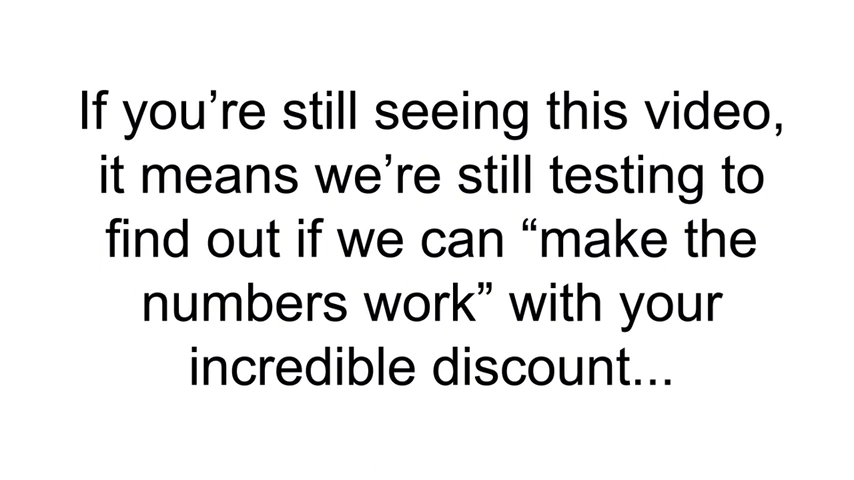 If you’re still seeing this video,
it means we’re still testing to
find out if we can “make the
numbers work” with your
incredible discount...